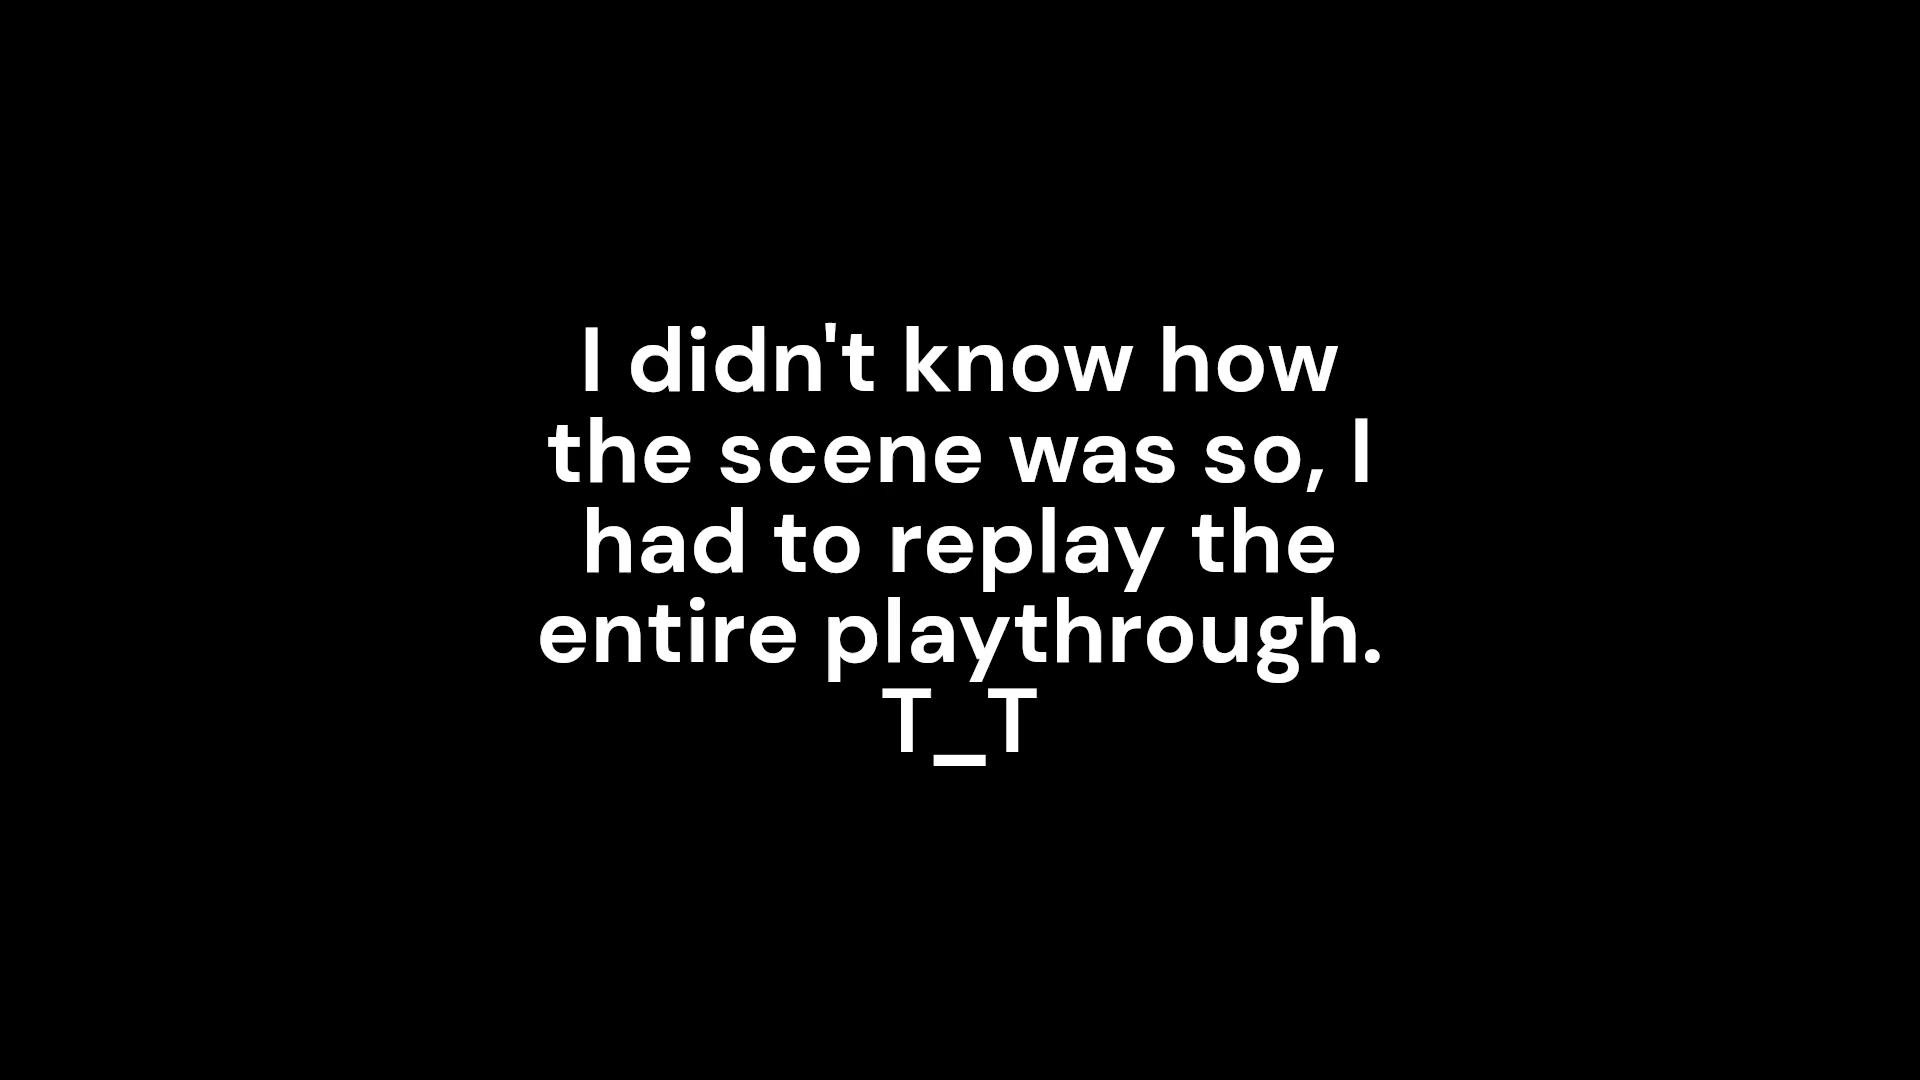 I didn't know how
the scene was so, I
had to replay the
entire playthrough.
T_T